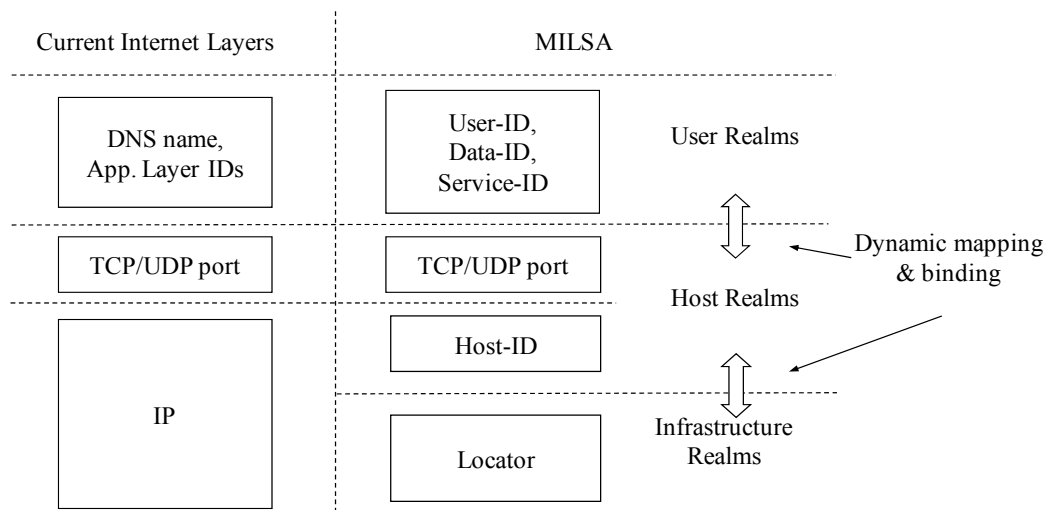 Current Internet Layers
MILSA
DNS name,
App. Layer IDs
User-ID,
Data-ID,
Service-ID
User Realms
TCP/UDP port
TCP/UDP port
Dynamic mapping
& binding
Host Realms
Host-ID
IP
Infrastructure
Realms
Locator